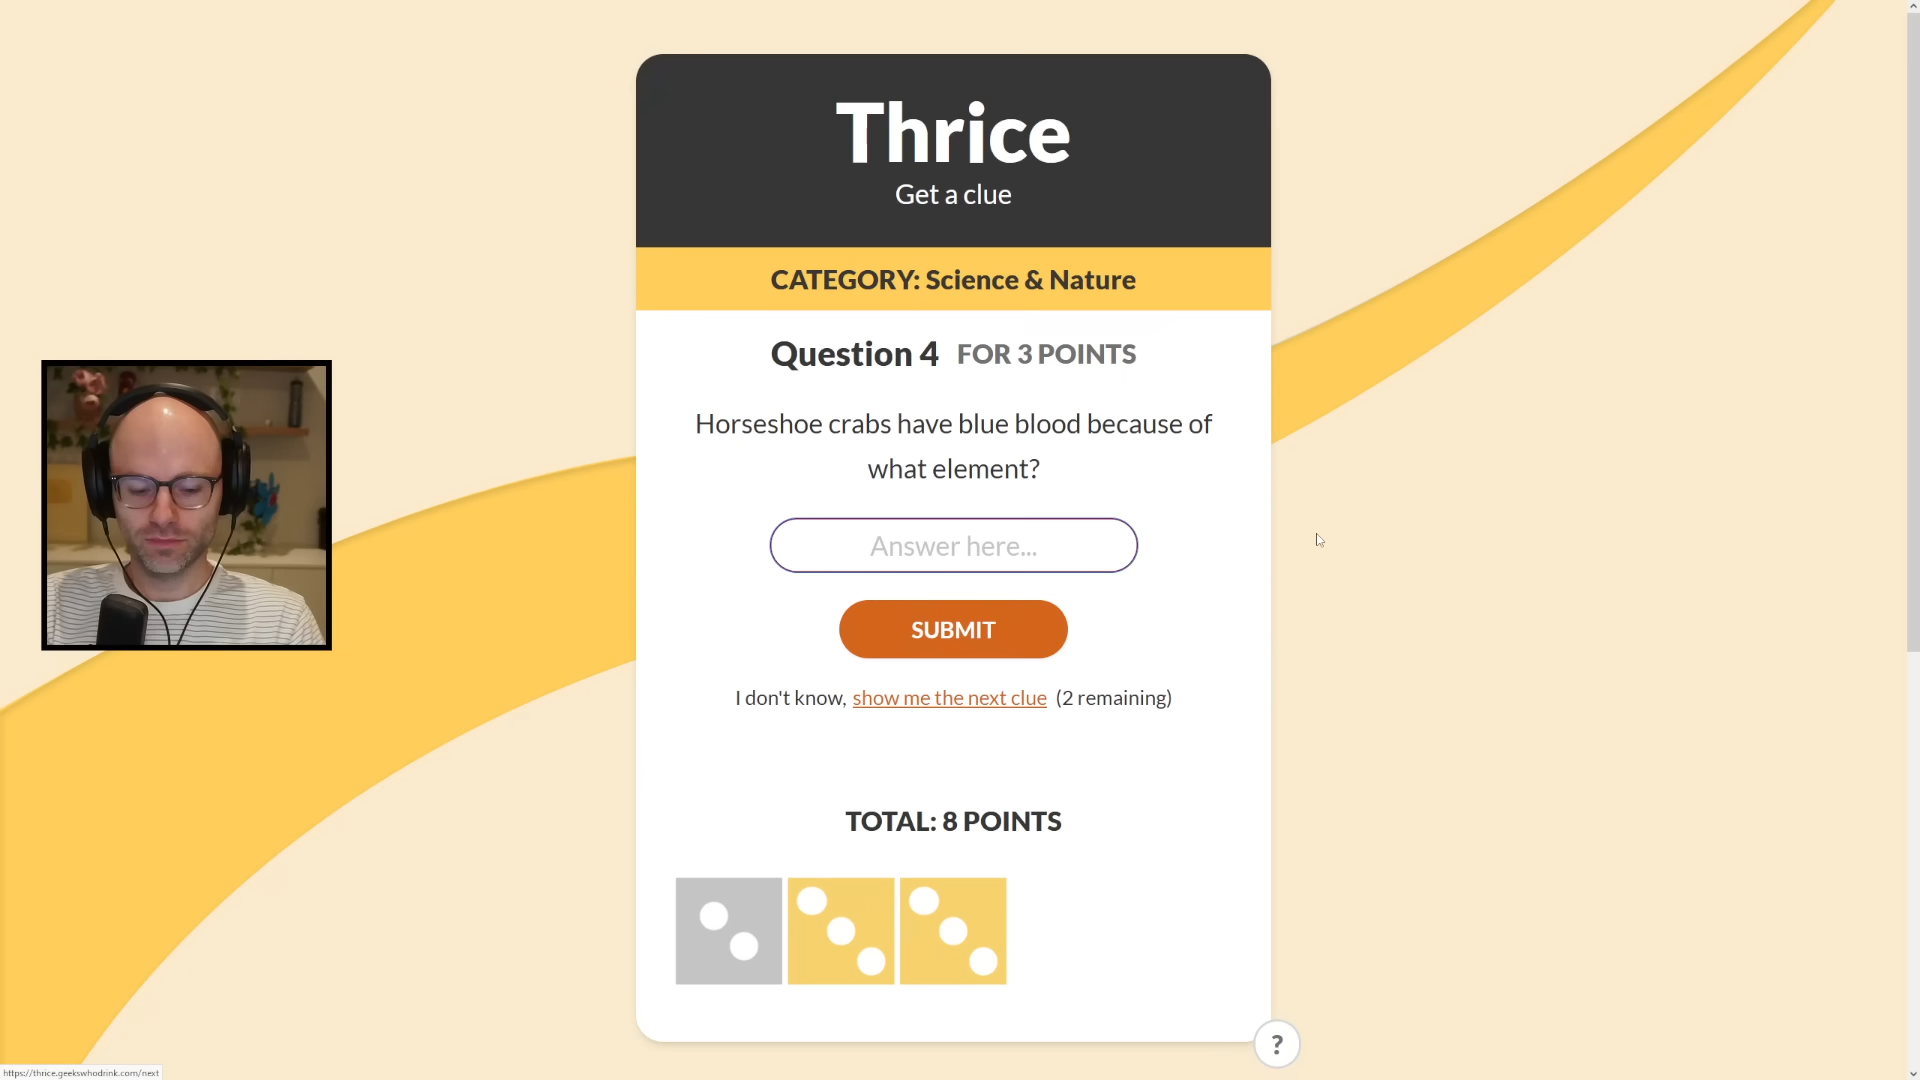 Thrice
Get a clue
CATEGORY: Science & Nature
Question 4 FOR 3 POINTS
Horseshoe crabs have blue blood because of
what element?
Answer here...
SUBMIT
I don't know, show me the next clue (2 remaining)
TOTAL: 8 POINTS
?
https://thrice.geekswhodrink.com/next